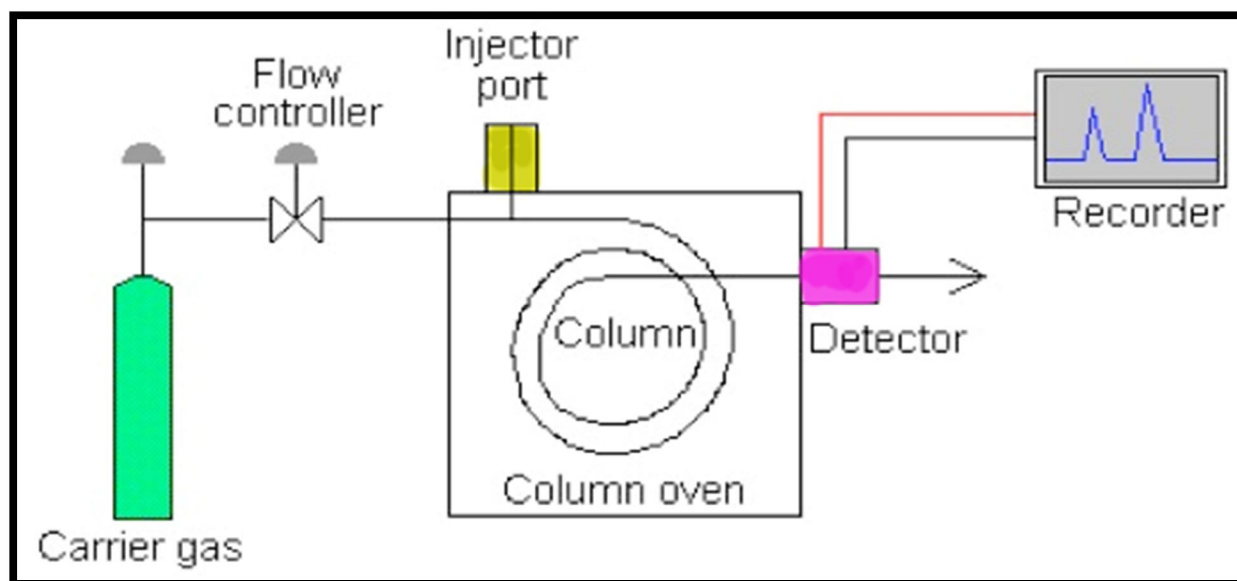 Injector
port
Flow
controller
Recorder
Column
Detector
Column oven
Carrier gas